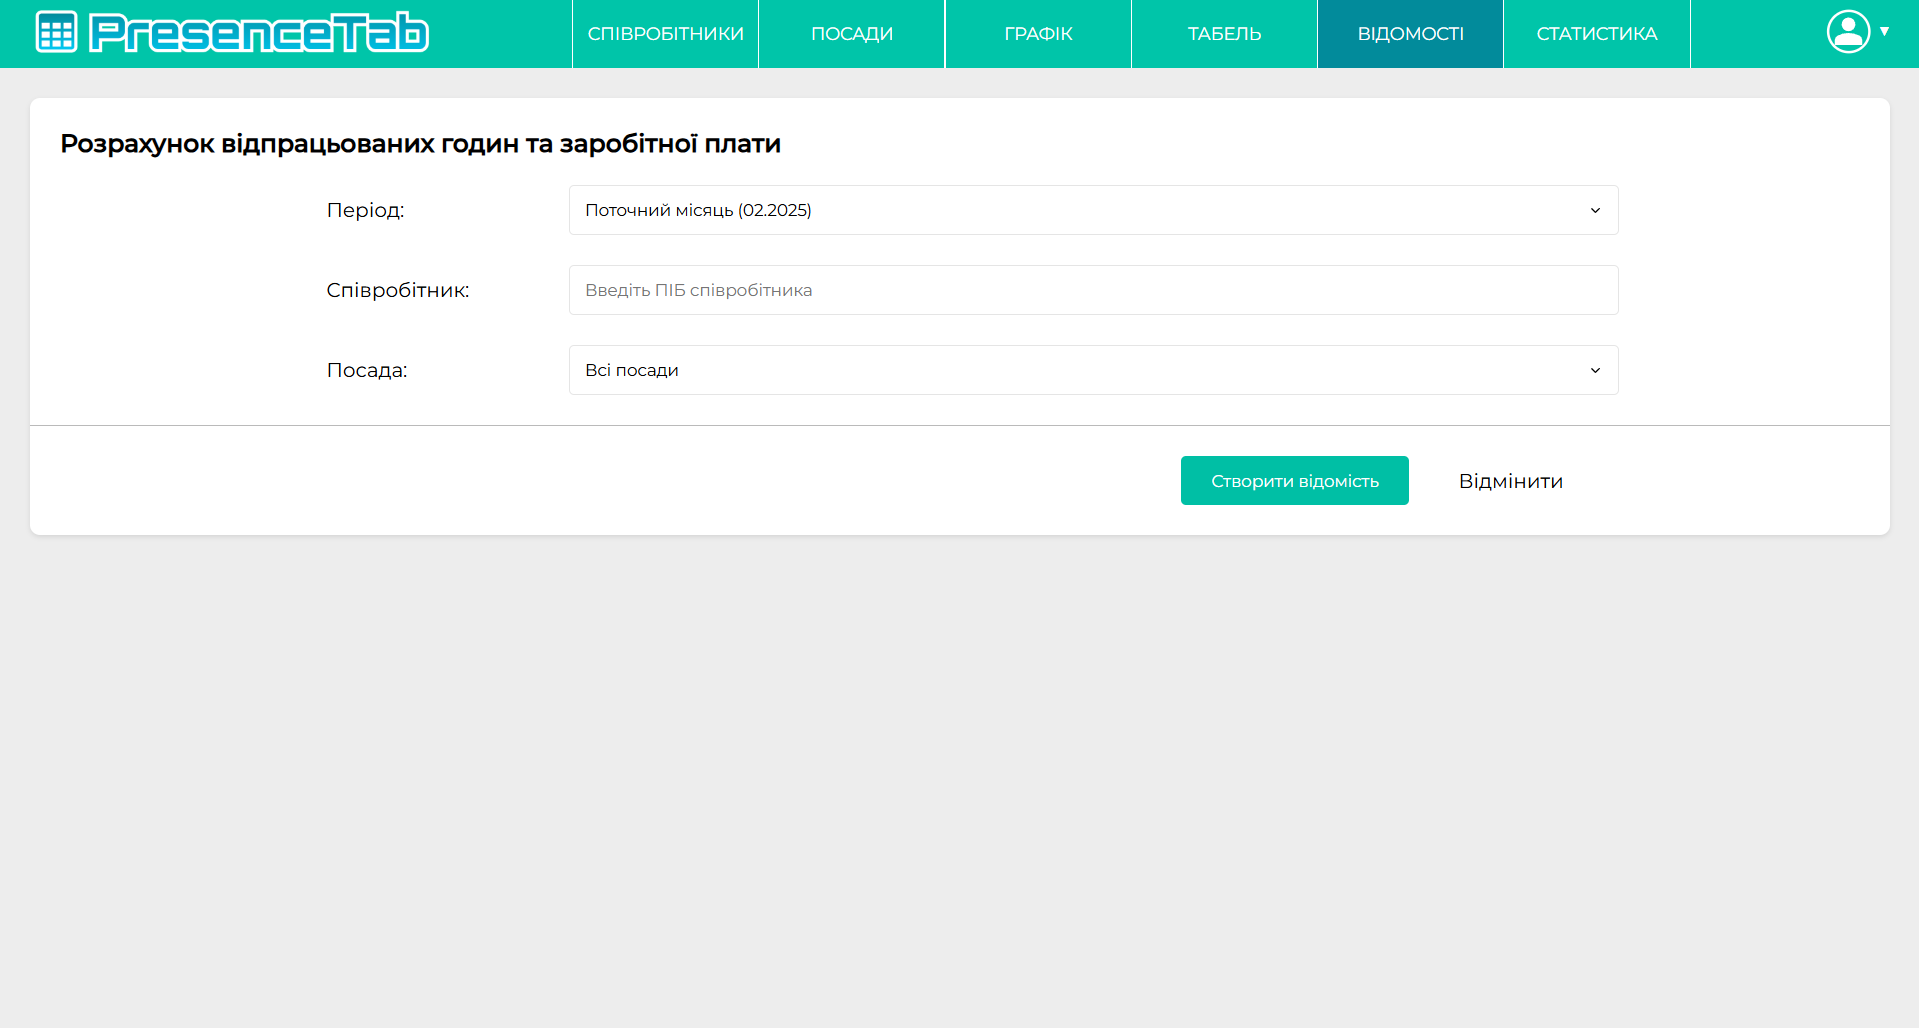 PresenceTab
СПІВРОБІТНИКИ
ПОСАДИ
ГРАФІК
ТАБЕЛЬ
ВІДОМОСТІ
СТАТИСТИКА
Розрахунок відпрацьованих годин та заробітної плати
Період:
Поточний місяць (02.2025)
Співробітник:
Введіть ПІБ співробітника
Посада:
Всі посади
Створити відомість
Відмінити